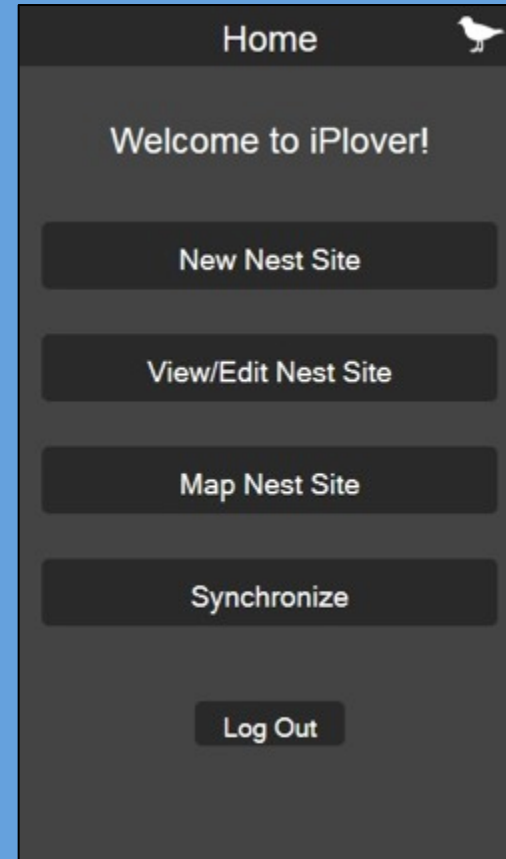 Home
Welcome to iPlover!
New Nest Site
View/Edit Nest Site
Map Nest Site
Synchronize
Log Out